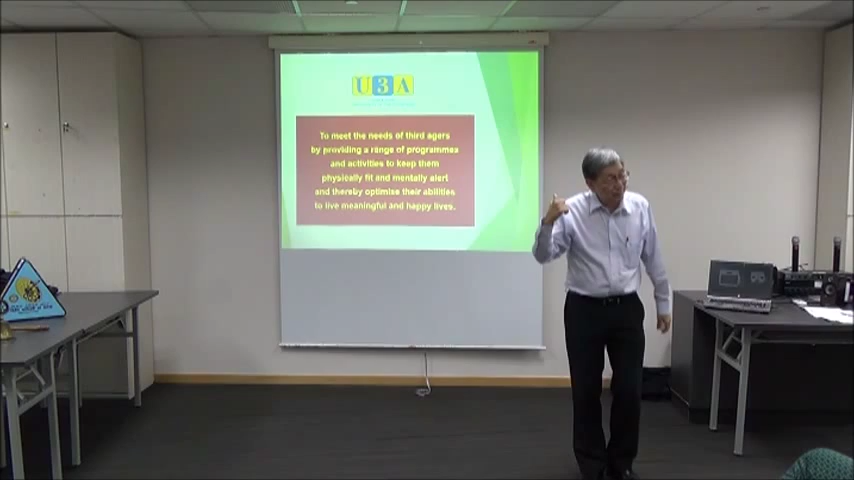 U3A
To meet the needs of third agers
by providing a range of programmes
and activities to keep them
physically fit and mentally alert
and thereby optimise their abilities
to live meaningful and happy lives.